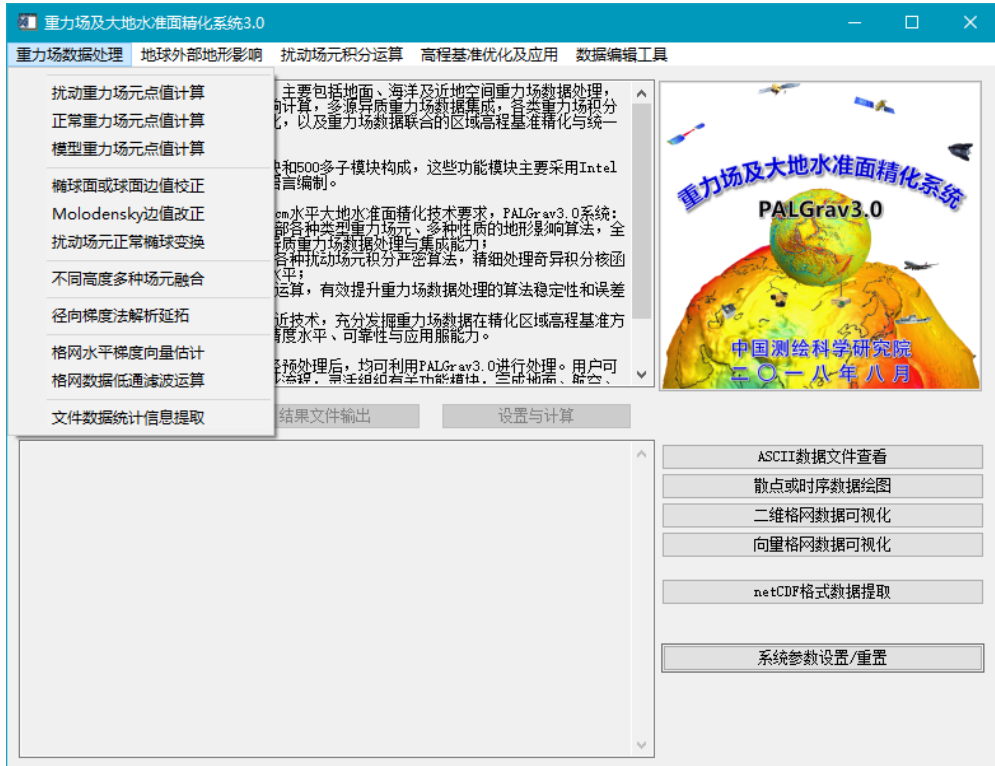 重力场及大地水准面精化系统3.0
重力场数据处理 地球外部地形影响 扰动场元积分运算 高程基准优化及应用 数据编辑工具
扰动重力场元点值计算
正常重力场元点值计算
模型重力场元点值计算
椭球面或球面边值校正
Molodensky边值改正
扰动场元正常椭球变换
不同高度多种场元融合
径向梯度法解析延拓
格网水平梯度向量估计
格网数据低通滤波运算
文件数据统计信息提取
主要包括地面、海洋及近地空间重力场数据处理，
响计算，多源异质重力场数据集成，各类重力场积分
，以及重力场数据联合的区域高程基准精化与统一
块和500多子模块构成，这些功能模块主要采用Intel
语言编制。
cm水平大地水准面精化技术要求，PALGrav3.0系统：
部各种类型重力场元、多种性质的地形影响算法，全
异质重力场数据处理与集成能力；
各种扰动场元积分严密算法，精细处理奇异积分核函
水平；
运算，有效提升重力场数据处理的算法稳定性和误差
近技术，充分发掘重力场数据在精化区域高程基准方
精度水平、可靠性与应用服能力。
经预处理后，均可利用PALGrav3.0进行处理。用户可
流程，灵活组织有关功能模块，完成地面、航空、
重力场及大地水准面精化系统
PALGrav3.0
中国测绘科学研究院
二〇一八年八月
结果文件输出 设置与计算
ASCII数据文件查看
散点或时序数据绘图
二维格网数据可视化
向量格网数据可视化
netCDF格式数据提取
系统参数设置/重置